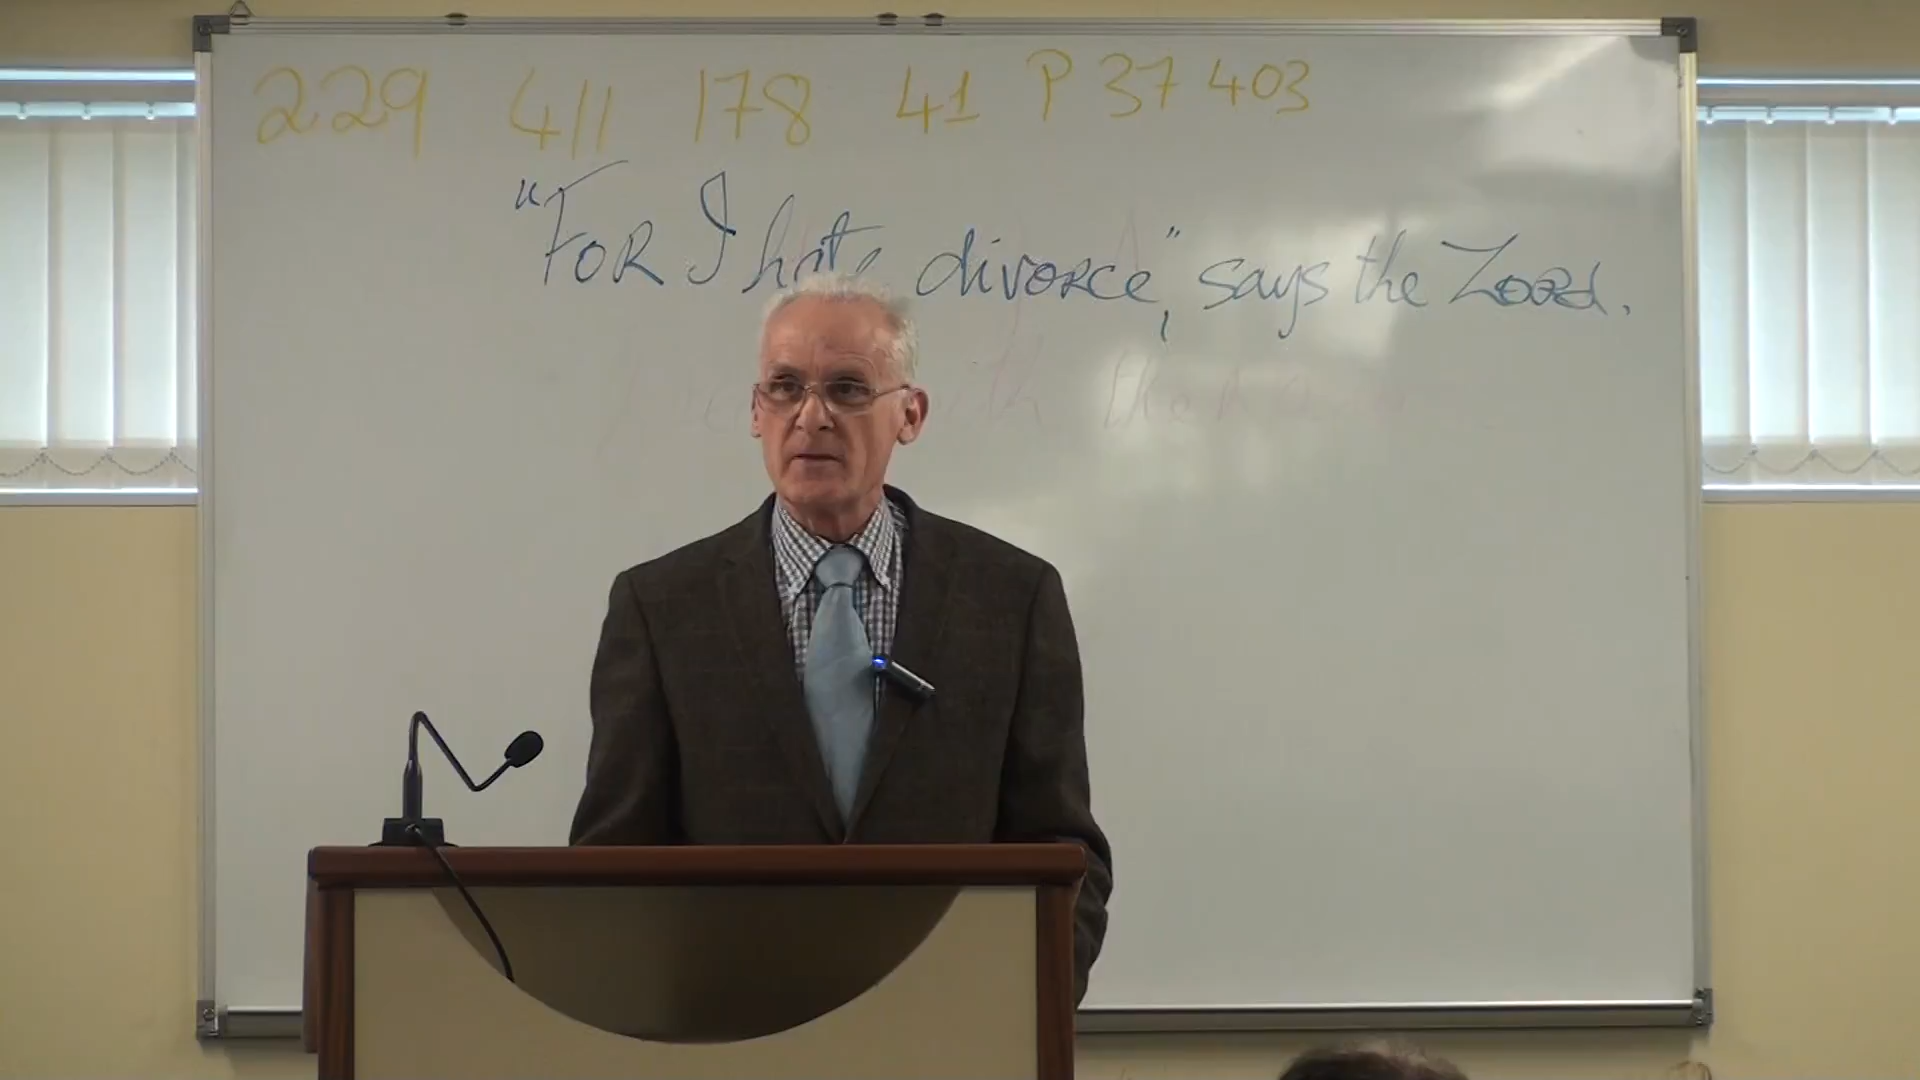 229 411 178 41 P 37 403
"FOR I hate divorce", says the Lord.